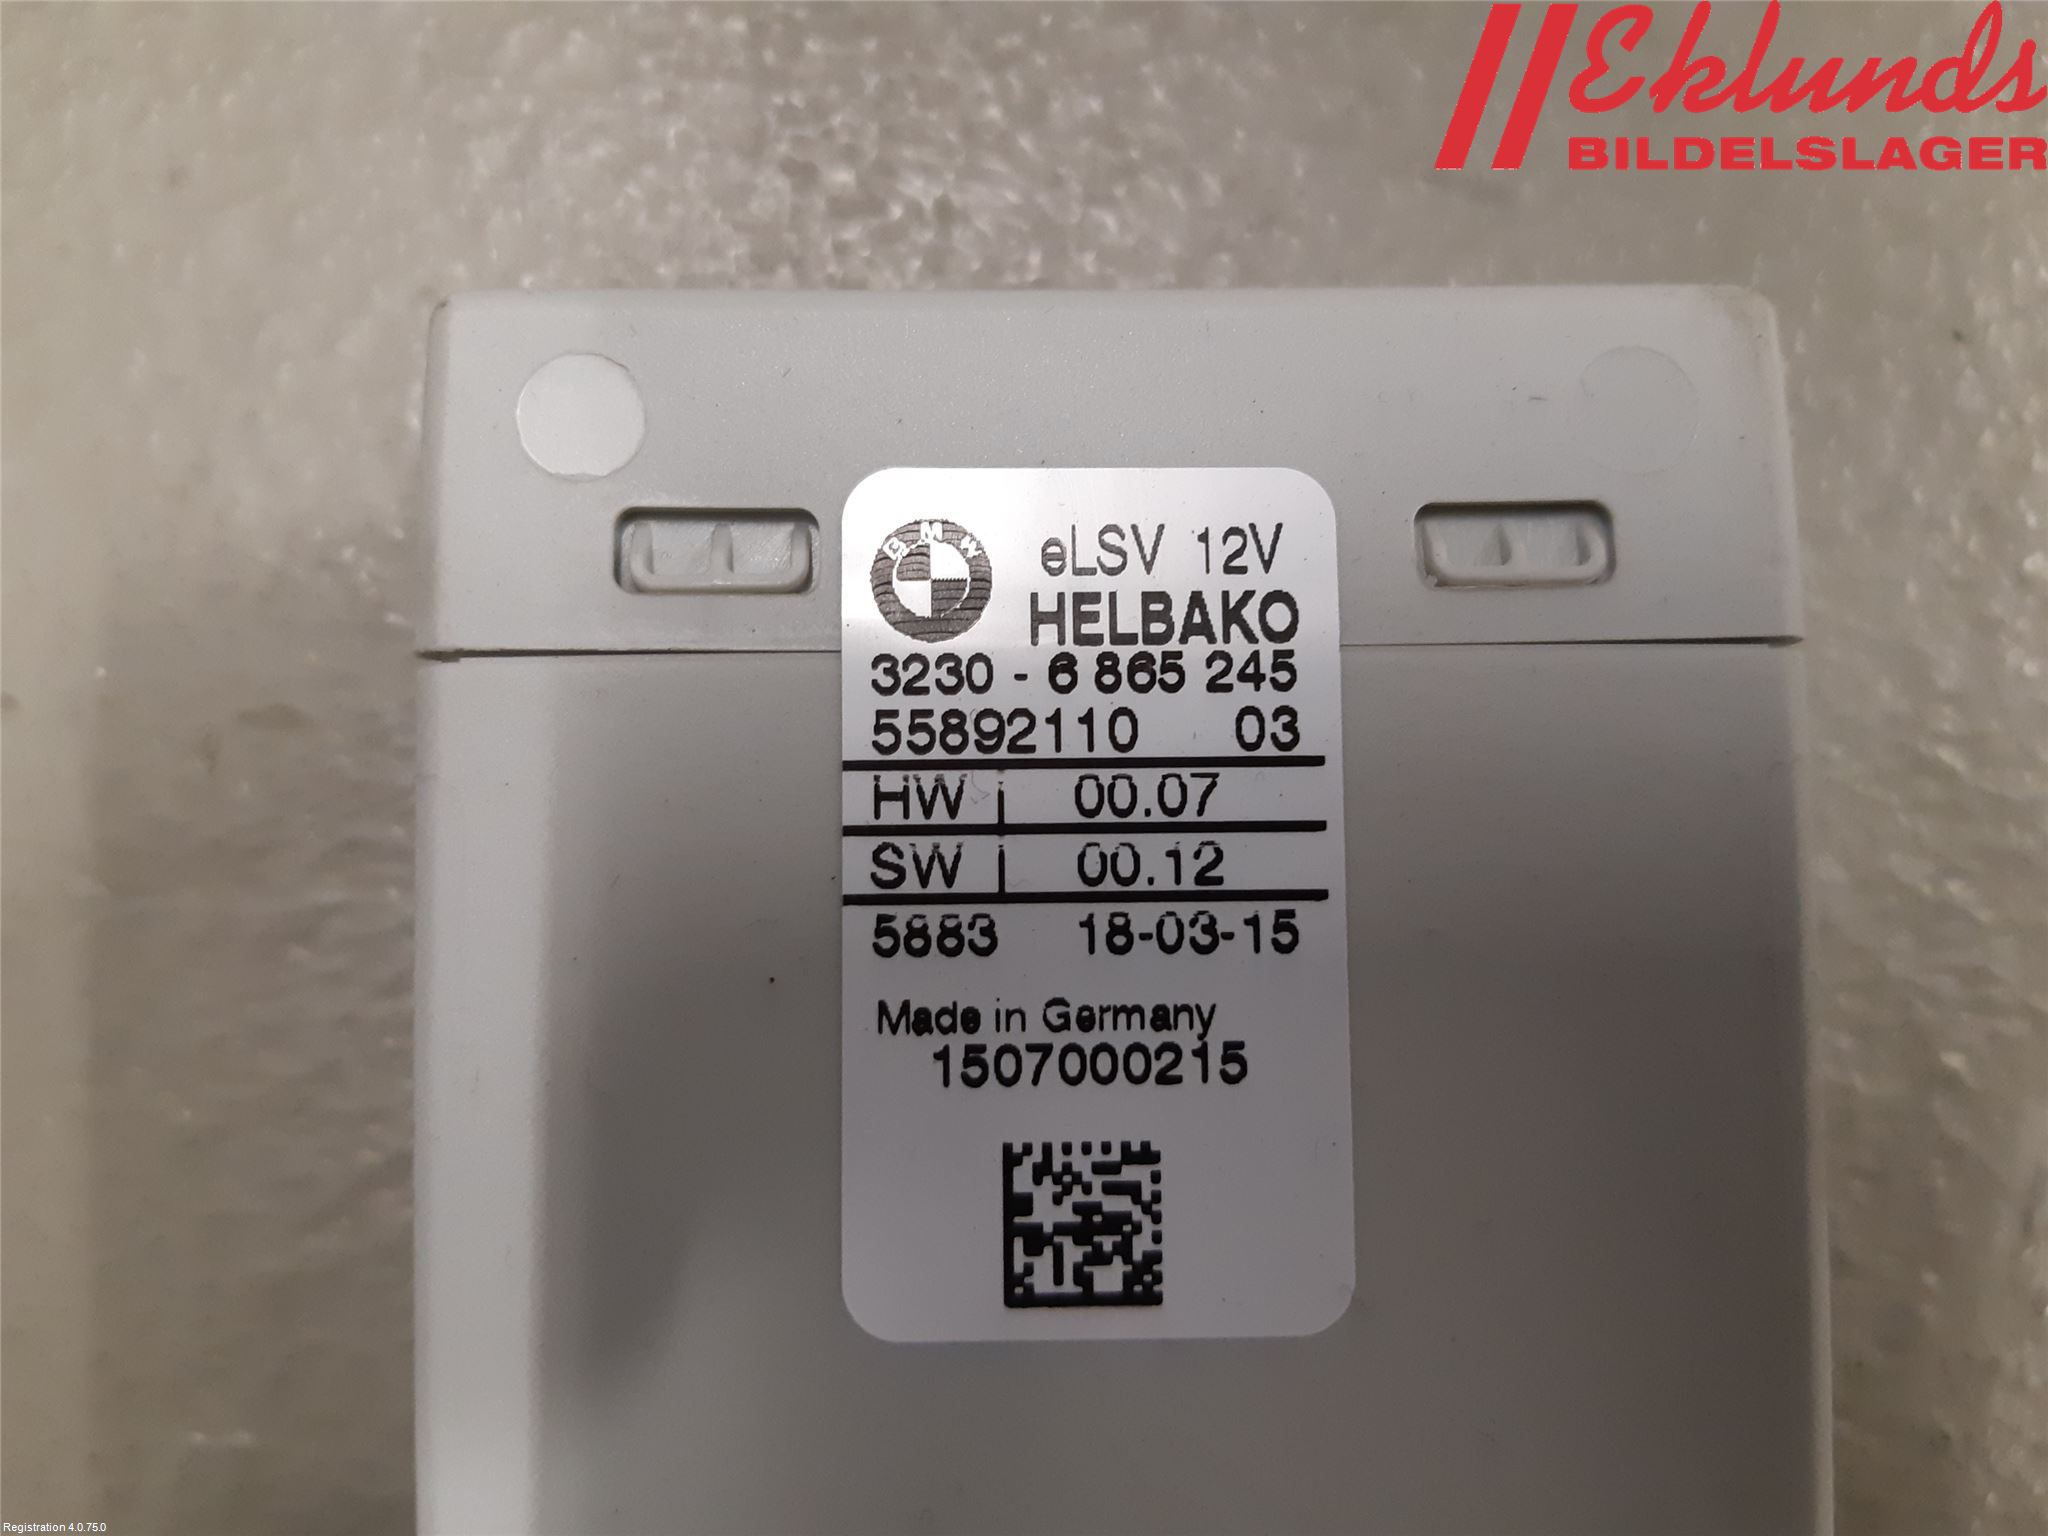 Eklunds
BILDELSLAGER
BMW
eLSV 12V
HELBAKO
3230 - 6 865 245
55892110 03
HW 00.07
SW 00.12
5883 18-03-15
Made in Germany
1507000215
Registration 4.0.75.0